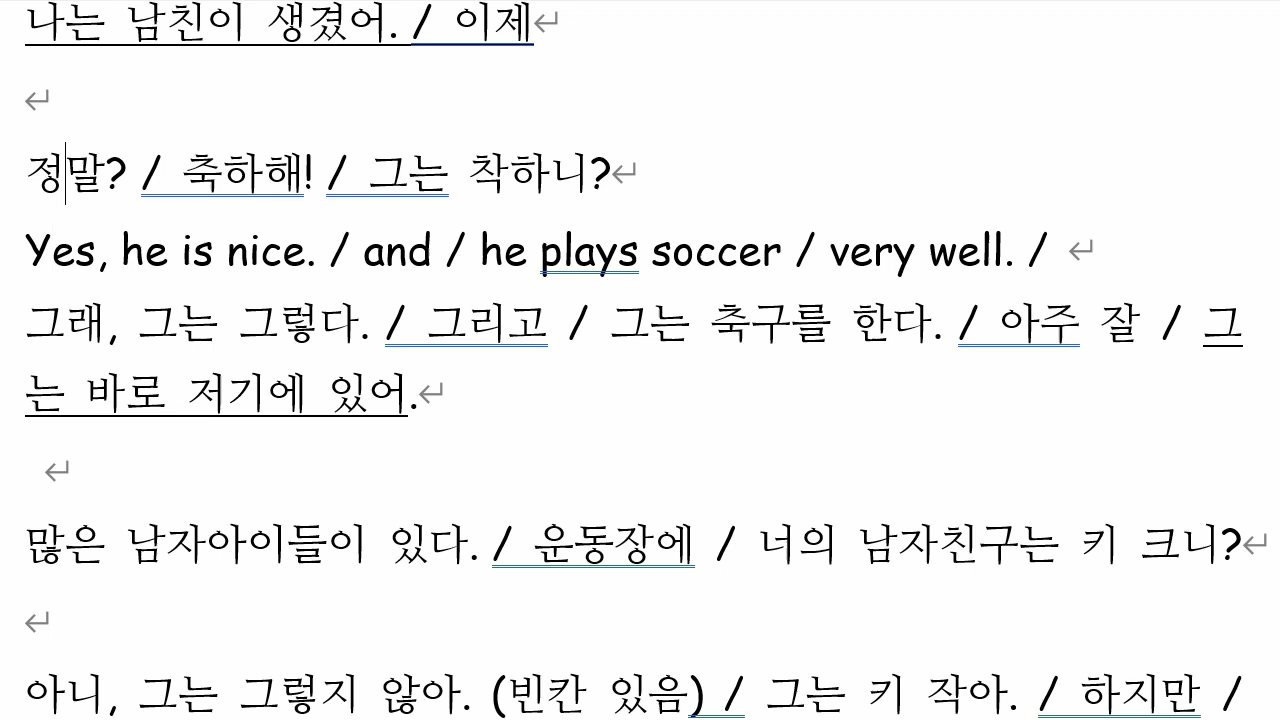 나는 남친이 생겼어. / 이제
정말? / 축하해! / 그는 착하니?
Yes, he is nice. / and / he plays soccer / very well. /
그래, 그는 그렇다. / 그리고 / 그는 축구를 한다. / 아주 잘 / 그
는 바로 저기에 있어.
많은 남자아이들이 있다. / 운동장에 / 너의 남자친구는 키 크니?
아니, 그는 그렇지 않아. (빈칸 있음) / 그는 키 작아. / 하지만 /